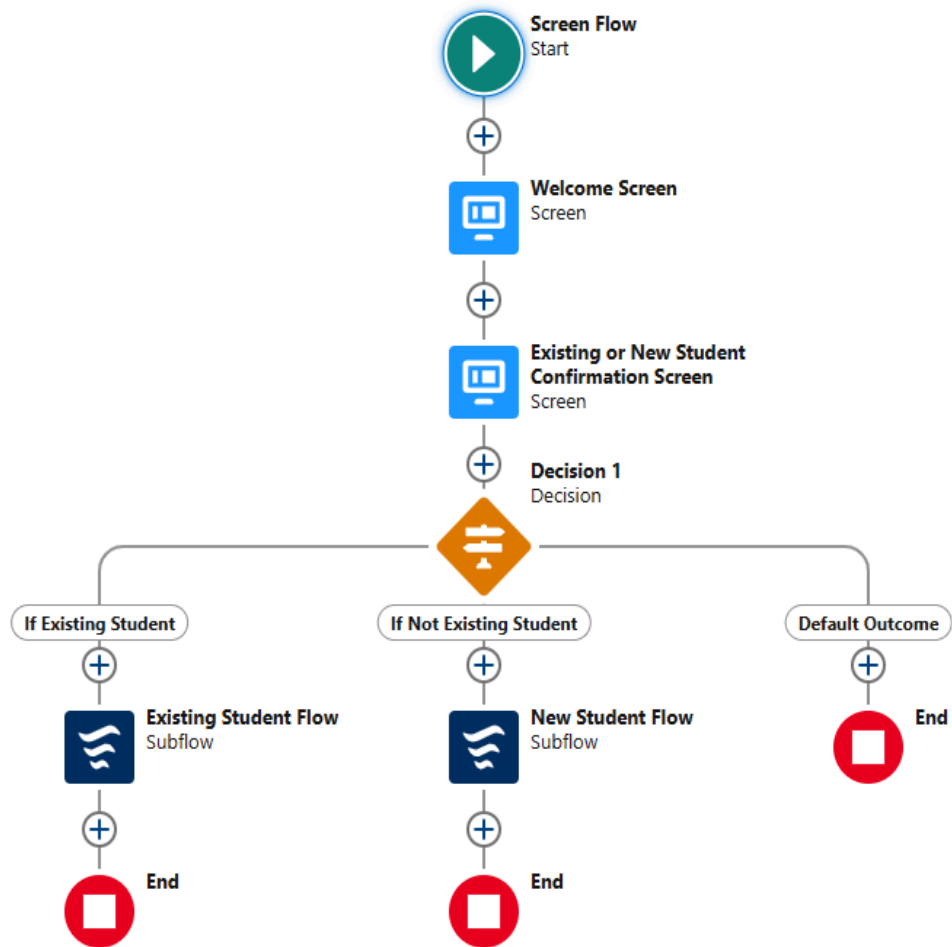 Screen Flow
Start
Welcome Screen
Screen
Existing or New Student
Confirmation Screen
Screen
Decision 1
Decision
If Existing Student
If Not Existing Student
Default Outcome
Existing Student Flow
Subflow
New Student Flow
Subflow
End
End
End